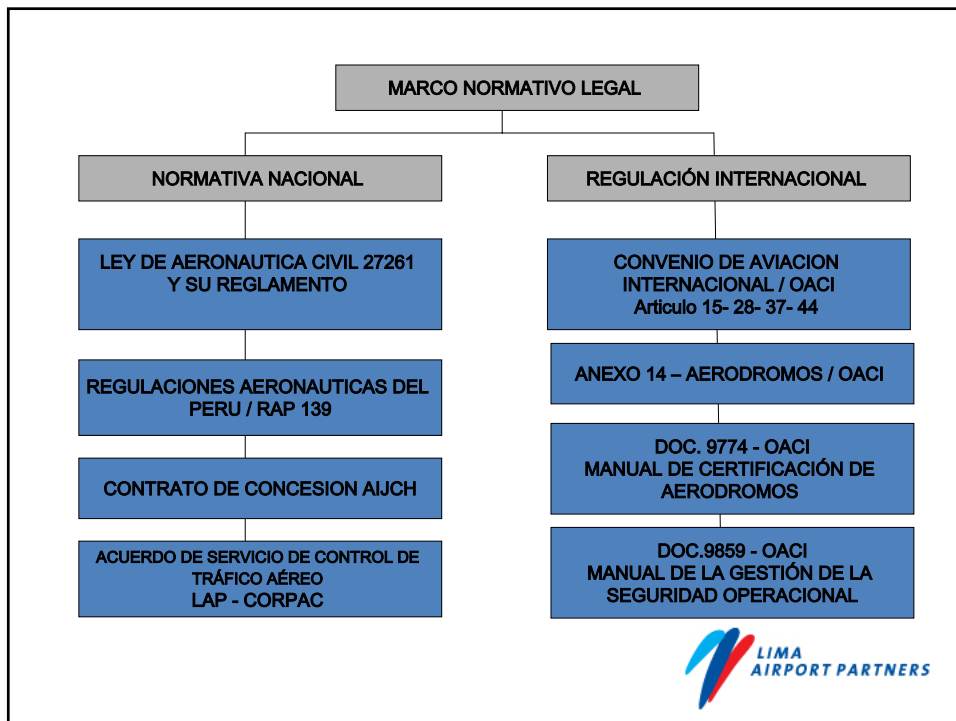 MARCO NORMATIVO LEGAL
NORMATIVA NACIONAL
LEY DE AERONAUTICA CIVIL 27261
Y SU REGLAMENTO
REGULACIONES AERONAUTICAS DEL
PERU / RAP 139
CONTRATO DE CONCESION AIJCH
ACUERDO DE SERVICIO DE CONTROL DE
TRÁFICO AÉREO
LAP - CORPAC
REGULACIÓN INTERNACIONAL
CONVENIO DE AVIACION
INTERNACIONAL / OACI
Articulo 15- 28- 37- 44
ANEXO 14 – AERODROMOS / OACI
DOC. 9774 - OACI
MANUAL DE CERTIFICACIÓN DE
AERODROMOS
DOC.9859 - OACI
MANUAL DE LA GESTIÓN DE LA
SEGURIDAD OPERACIONAL
LIMA
AIRPORT PARTNERS